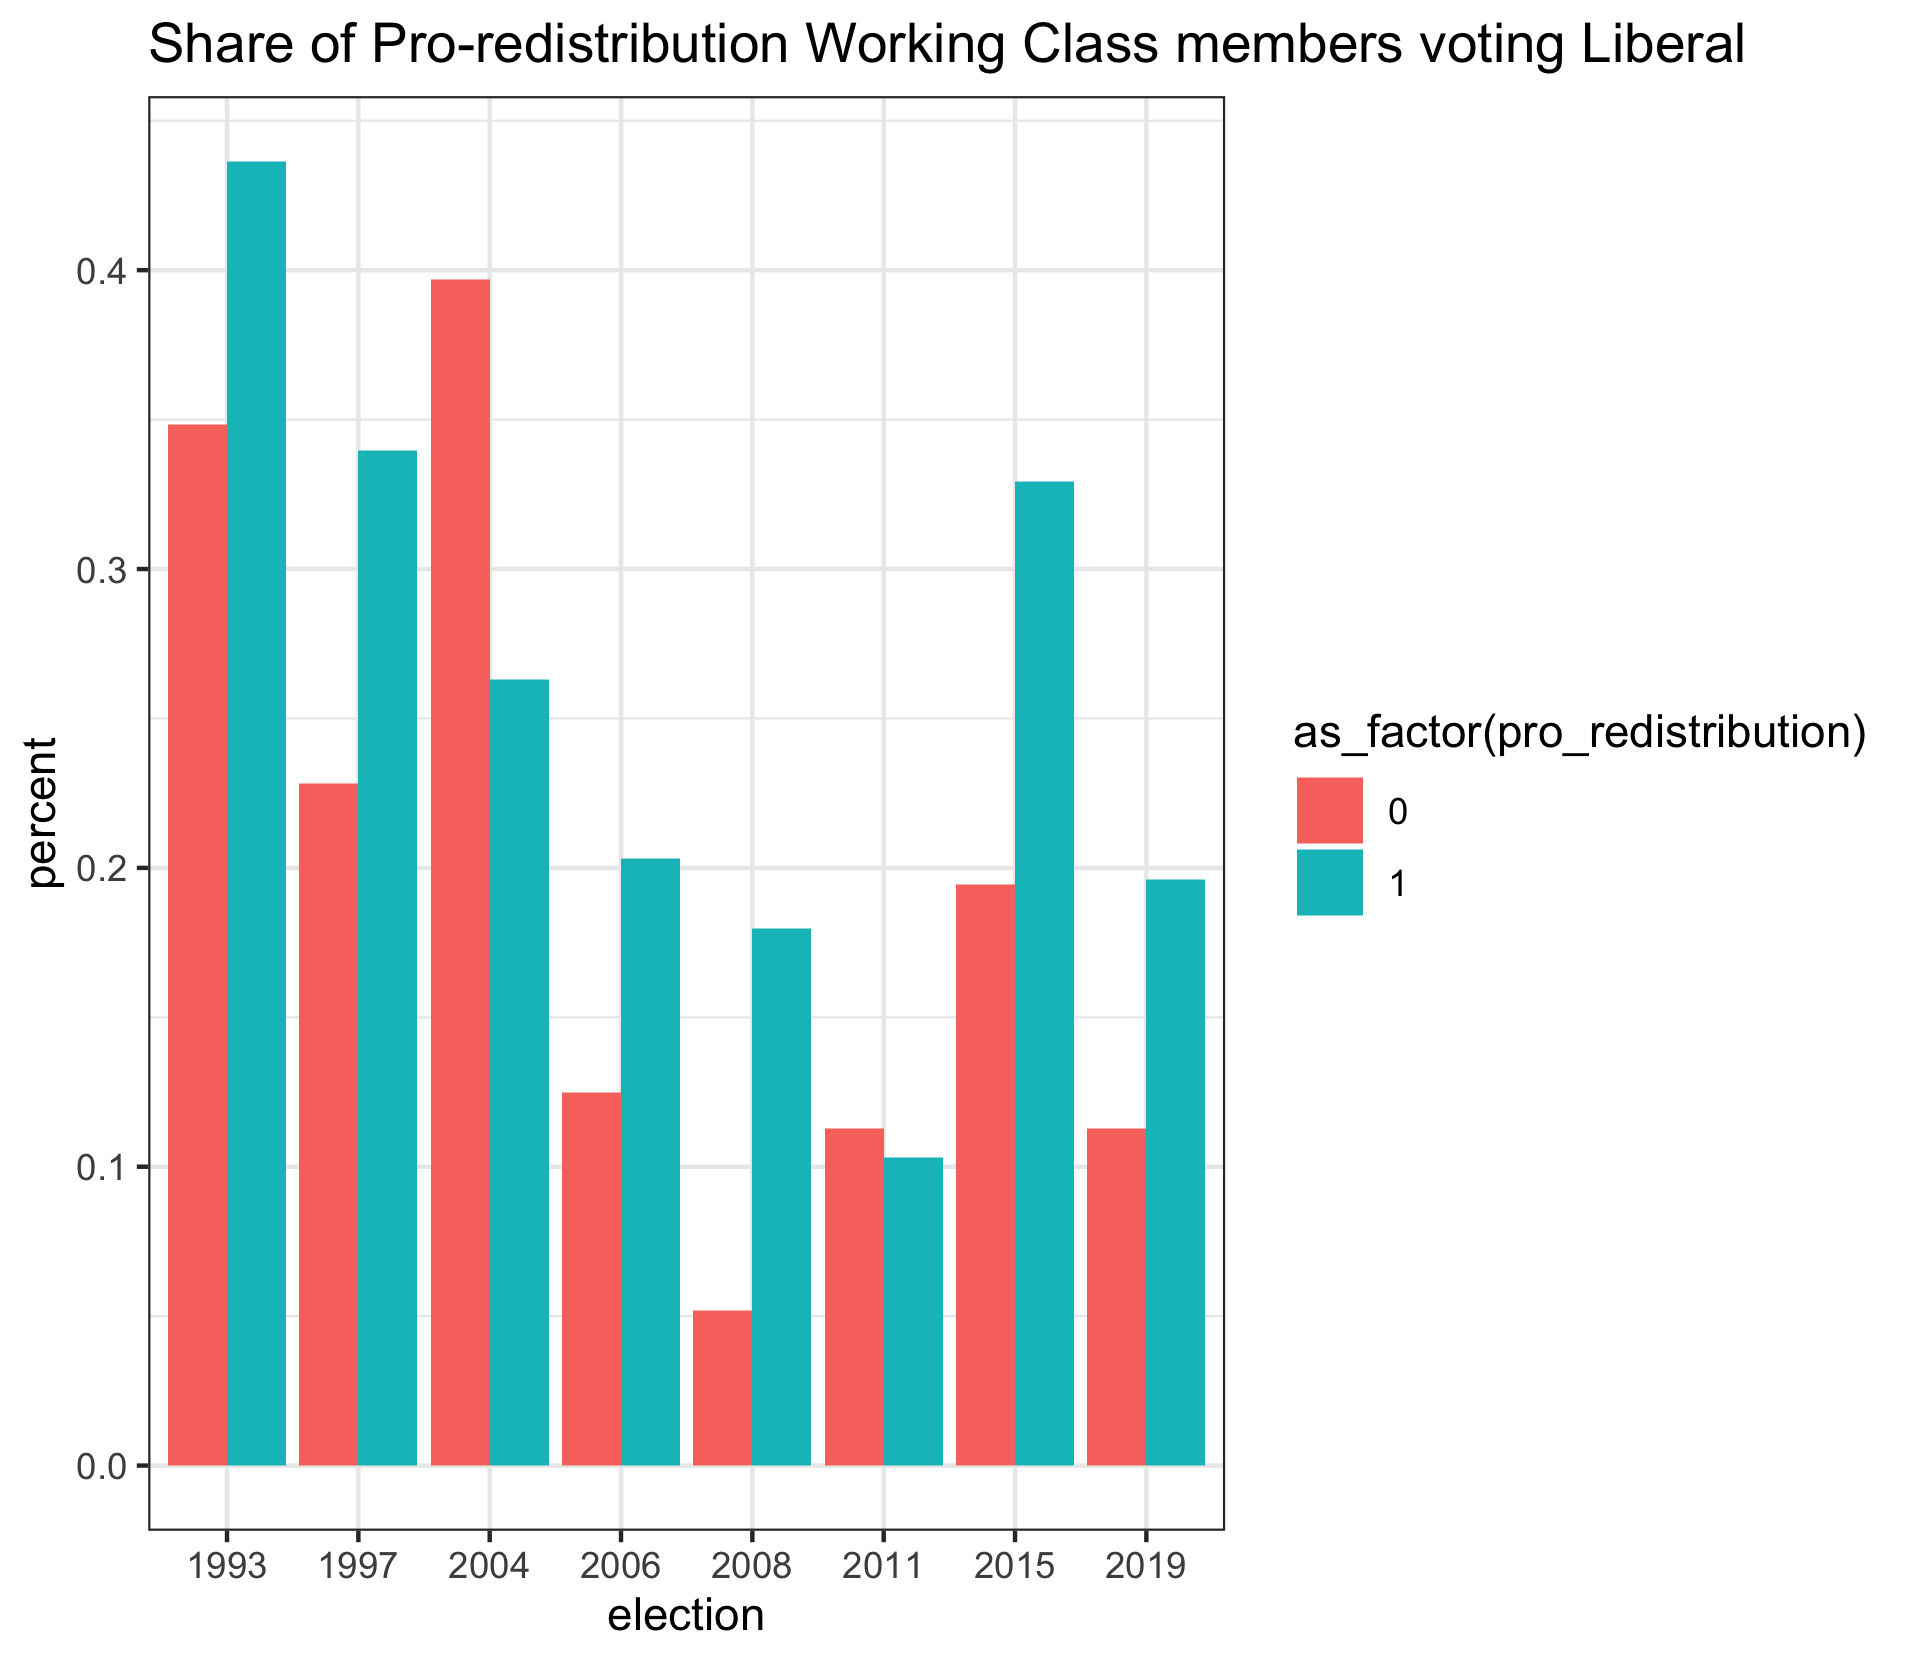 Share of Pro-redistribution Working Class members voting Liberal
percent
0.4
0.3
0.2
0.1
0.0
1993 1997 2004 2006 2008 2011 2015 2019
election
as_factor(pro_redistribution)
0
1